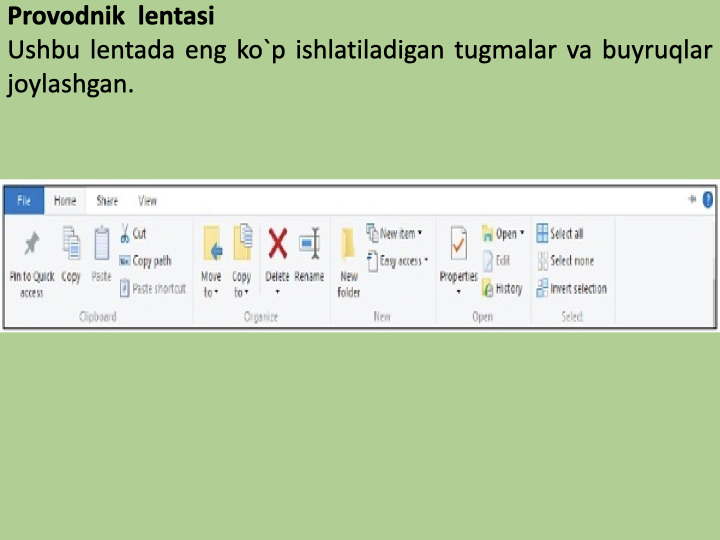 Provodnik lentasi
Ushbu lentada eng ko`p ishlatiladigan tugmalar va buyruqlar
joylashgan.
File Home Share View
Pin to Quick access
Copy
Paste
Cut
Copy path
Paste shortcut
Clipboard
Move to
Copy to
Delete
Rename
Organize
New folder
New item
Easy access
New
Properties
Open
Edit
History
Open
Select all
Select none
Invert selection
Select